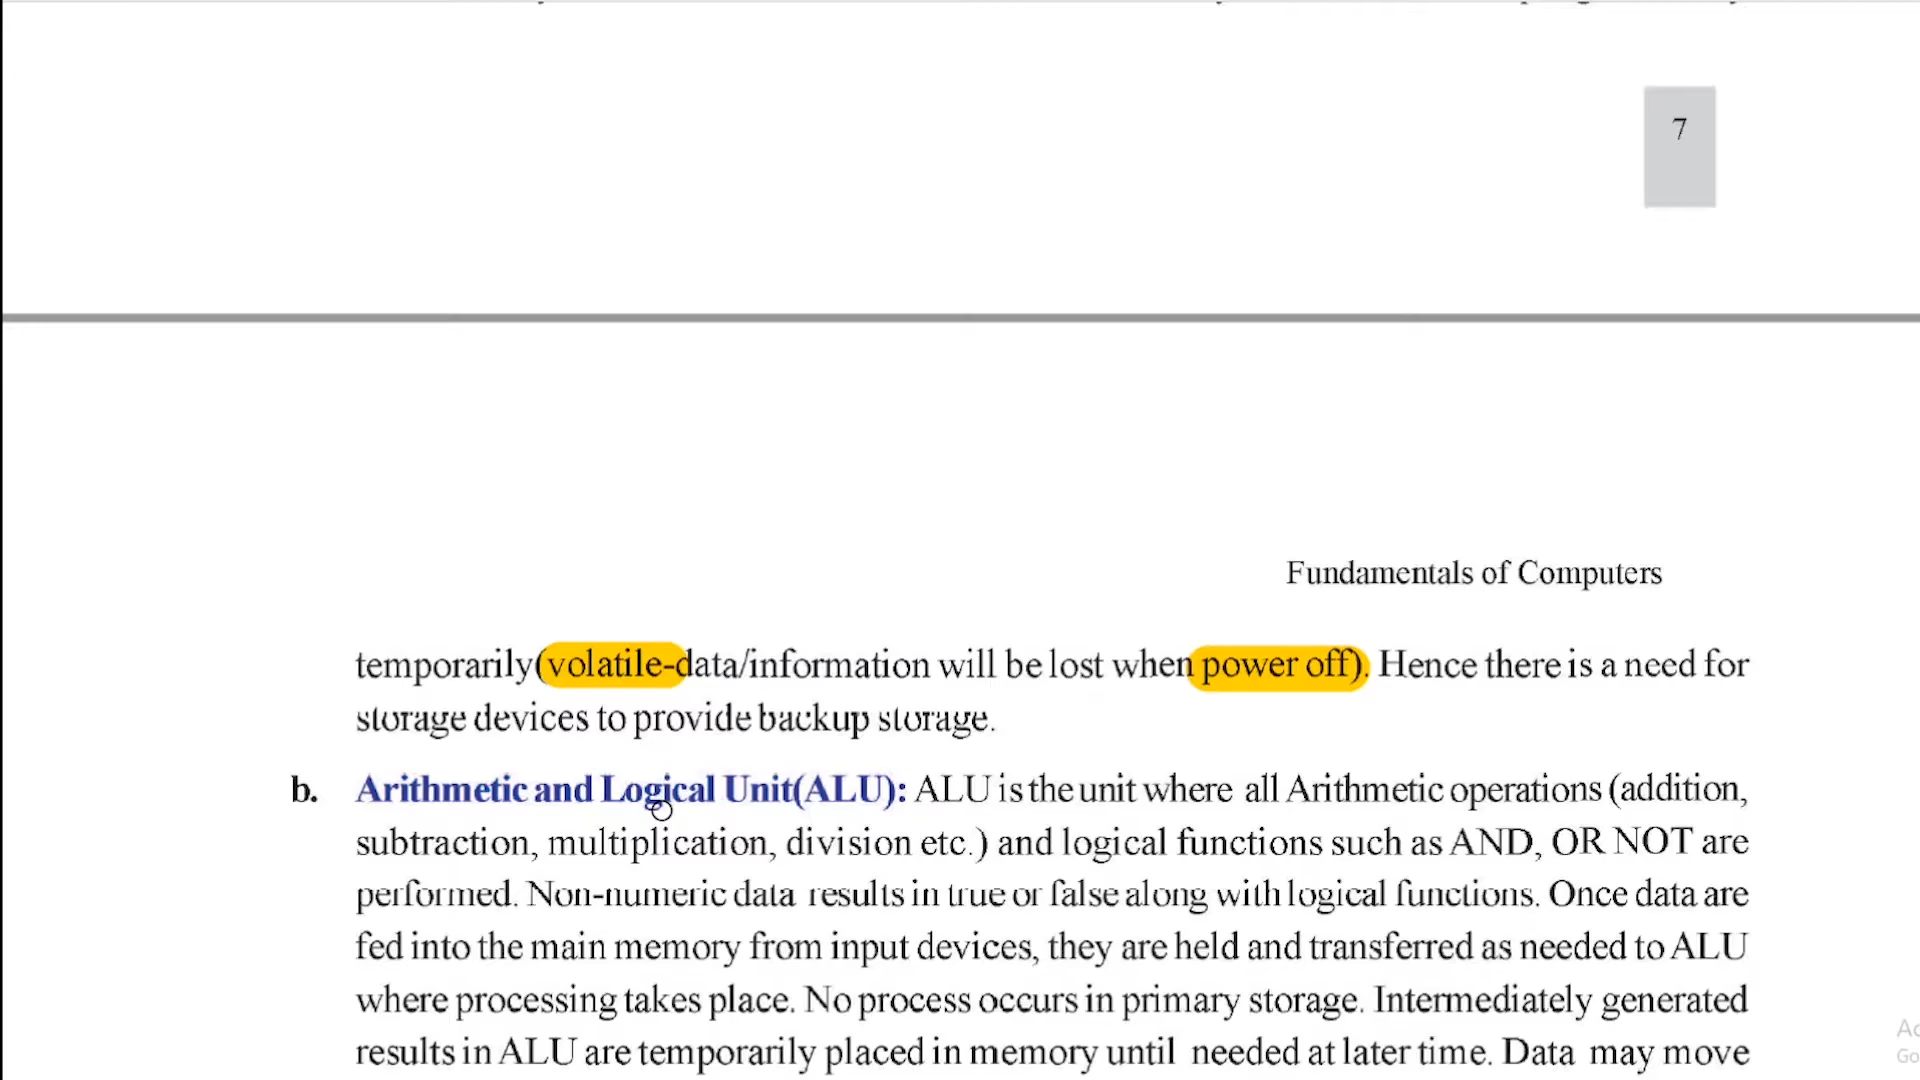 7
Fundamentals of Computers
temporarily(volatile-data/information will be lost when power off). Hence there is a need for
storage devices to provide backup storage.
b. Arithmetic and Logical Unit(ALU): ALU is the unit where all Arithmetic operations (addition,
subtraction, multiplication, division etc.) and logical functions such as AND, OR NOT are
performed. Non-numeric data results in true or false along with logical functions. Once data are
fed into the main memory from input devices, they are held and transferred as needed to ALU
where processing takes place. No process occurs in primary storage. Intermediately generated
results in ALU are temporarily placed in memory until needed at later time. Data may move